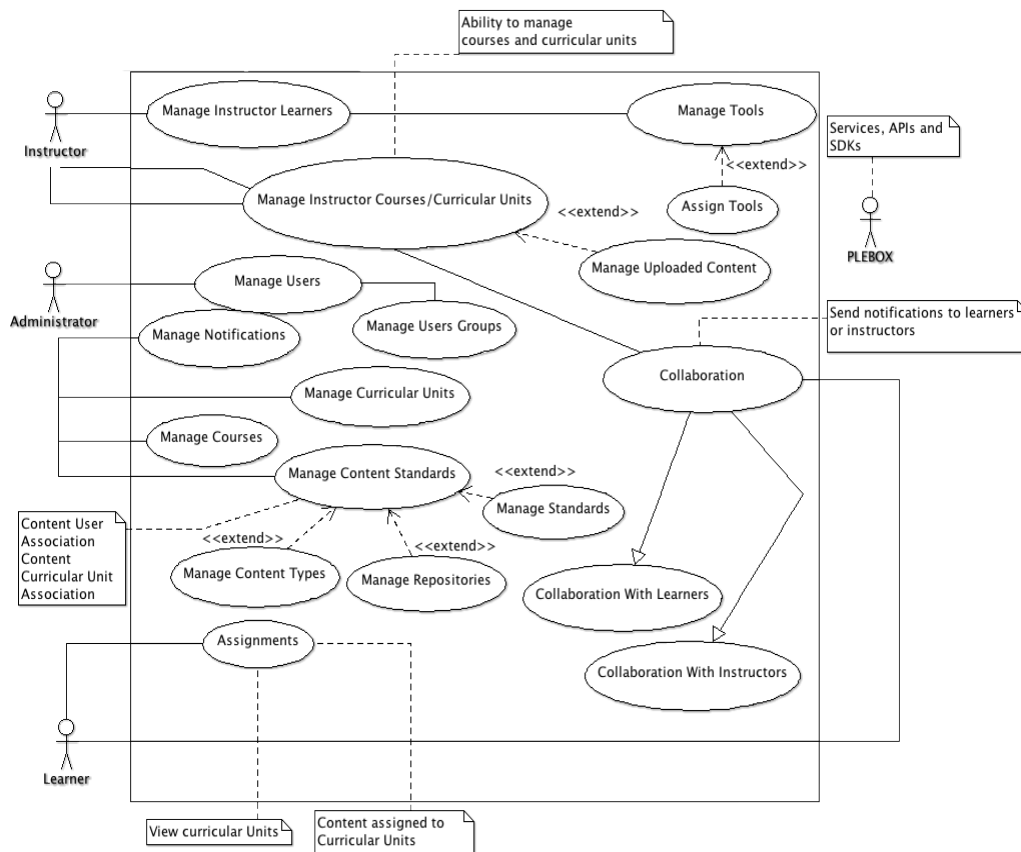 Ability to manage
courses and curricular units
Manage Instructor Learners
Manage Tools
Services, APIs and
SDKs
Instructor
<<extend>>
Manage Instructor Courses/Curricular Units
Assign Tools
<<extend>>
PLEBOX
Manage Uploaded Content
Manage Users
Administrator
Manage Notifications
Manage Users Groups
Send notifications to learners
or instructors
Collaboration
Manage Curricular Units
Manage Courses
Manage Content Standards
<<extend>>
Manage Standards
Content User
Association
Content
Curricular Unit
Association
<<extend>>
<<extend>>
Manage Content Types
Manage Repositories
Collaboration With Learners
Assignments
Collaboration With Instructors
Learner
View curricular Units
Content assigned to
Curricular Units